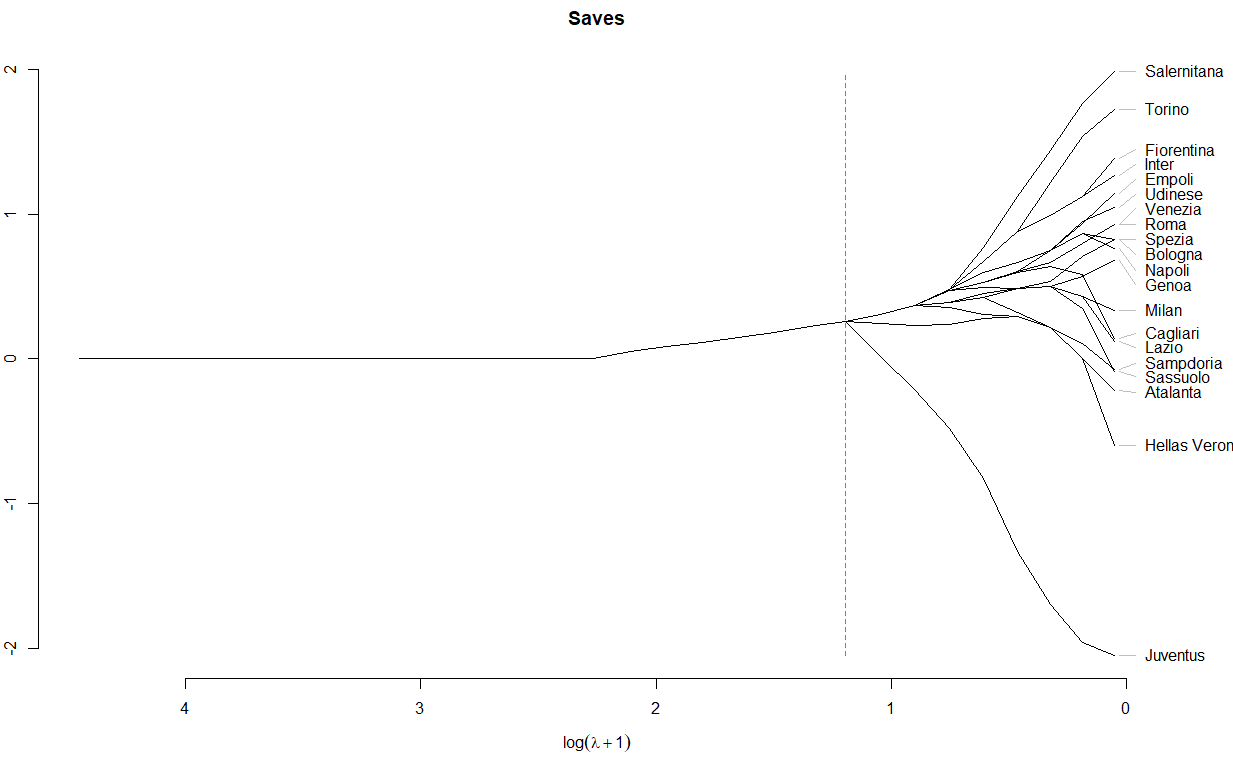 Saves
2
1
0
-1
-2
Salernitana
Torino
Fiorentina
Inter
Empoli
Udinese
Venezia
Roma
Spezia
Bologna
Napoli
Genoa
Milan
Cagliari
Lazio
Sampdoria
Sassuolo
Atalanta
Hellas Veron
Juventus
4 3 2 1 0
log(λ+1)